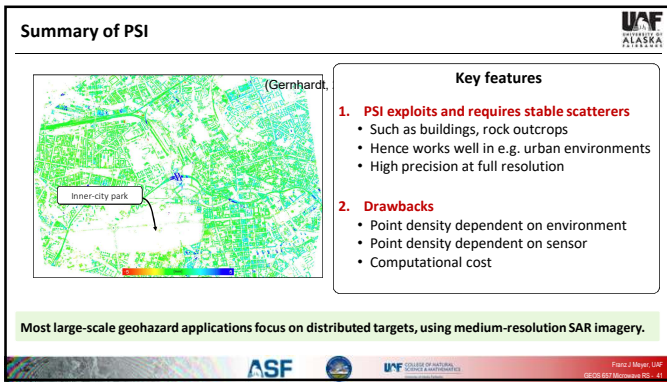 Summary of PSI
UAF
UNIVERSITY OF
ALASKA
FAIRBANKS
(Gernhardt,
Inner-city park
Key features
1. PSI exploits and requires stable scatterers
• Such as buildings, rock outcrops
• Hence works well in e.g. urban environments
• High precision at full resolution
2. Drawbacks
• Point density dependent on environment
• Point density dependent on sensor
• Computational cost
Most large-scale geohazard applications focus on distributed targets, using medium-resolution SAR imagery.
ASF
UAF COLLEGE OF NATURAL
SCIENCE & MATHEMATICS
Franz J Meyer, UAF
GEOS 657 Microwave RS - 41